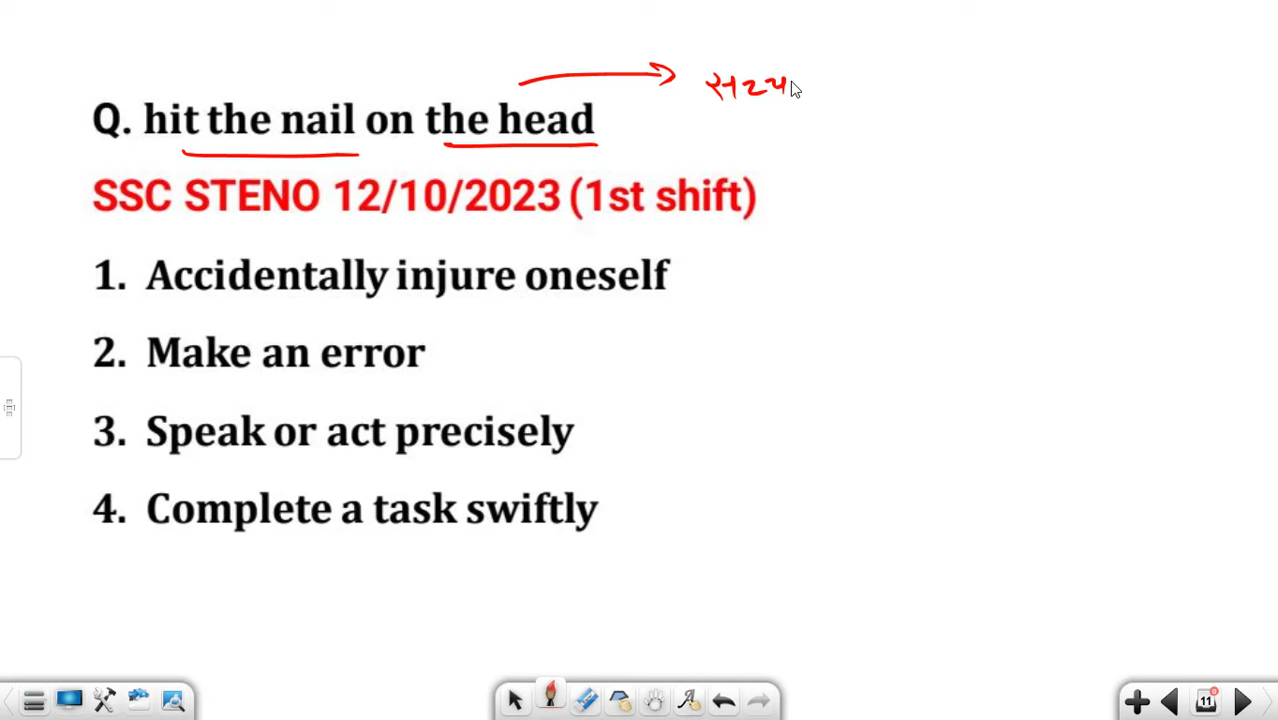 Q. hit the nail on the head
SSC STENO 12/10/2023 (1st shift)
1. Accidentally injure oneself
2. Make an error
3. Speak or act precisely
4. Complete a task swiftly
11